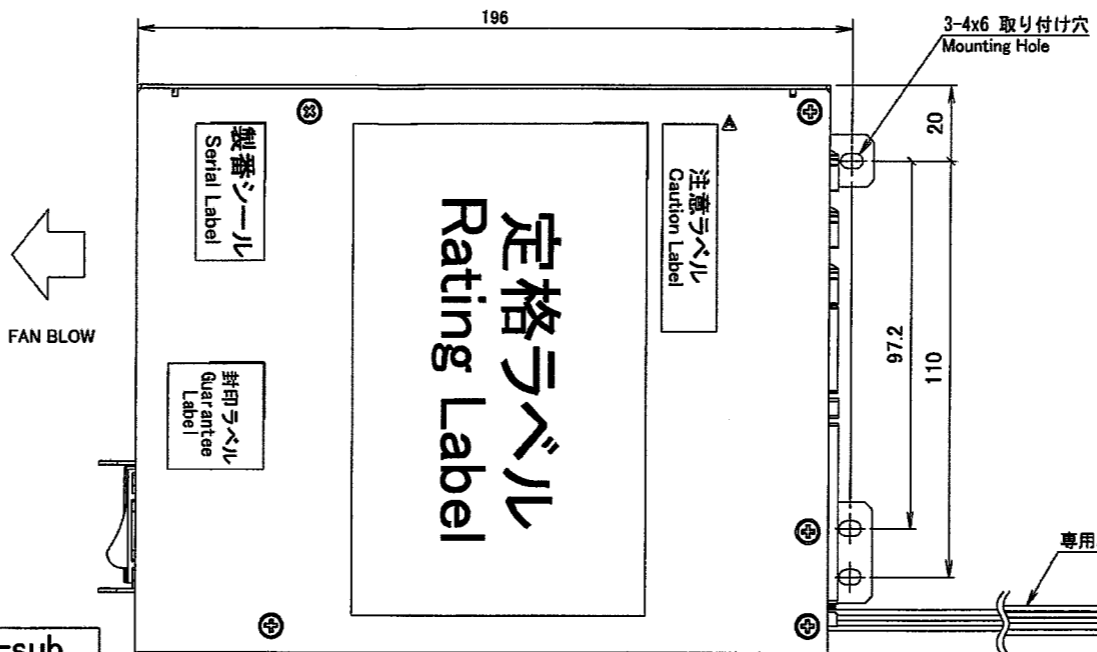 196
3-4x6 取り付け穴
Mounting Hole
20
製番シール
Serial Label
注意ラベル
Caution Label
定格ラベル
Rating Label
FAN BLOW
97.2
110
封印ラベル
Guarantee
Label
専用
-sub